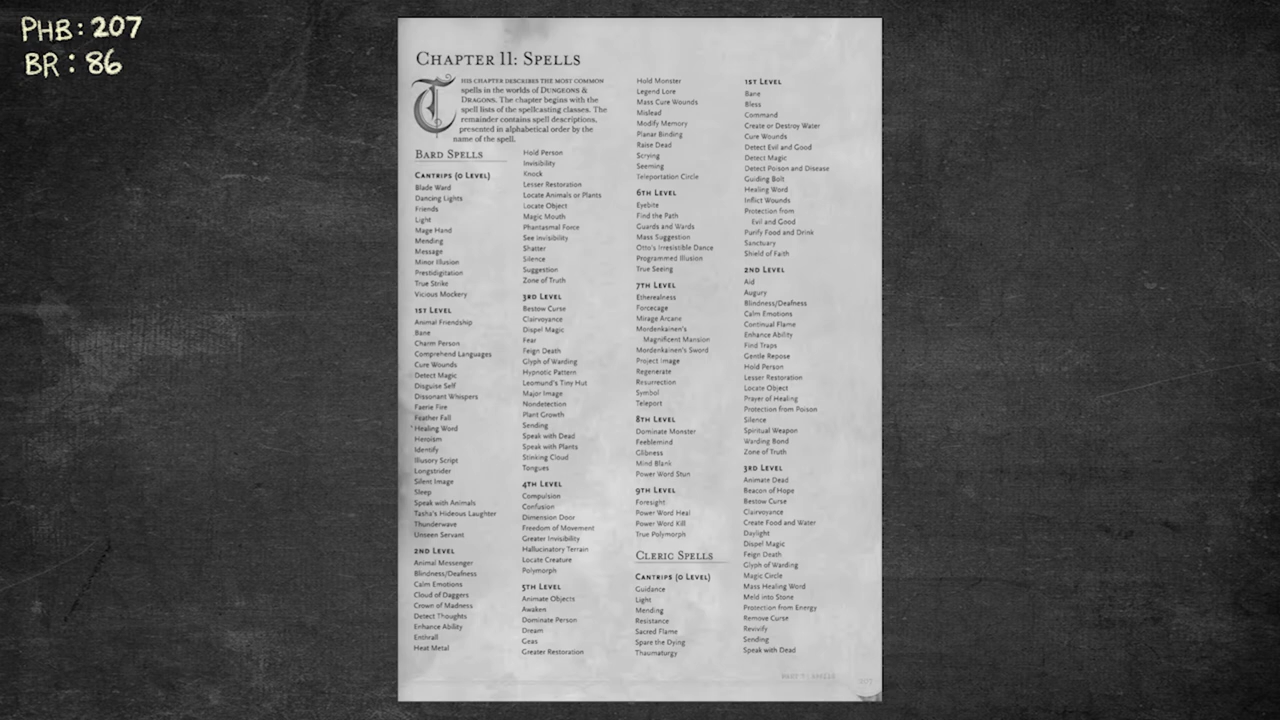 PHB: 207
BR: 86
Chapter 11: Spells
This chapter describes the most common
spells in the worlds of Dungeons &
Dragons. The chapter begins with the
spell lists of the spellcasting classes. The
remainder contains spell descriptions,
presented in alphabetical order by the
name of the spell.
Bard Spells
Cantrips (0 Level)
Blade Ward
Dancing Lights
Friends
Light
Mage Hand
Mending
Message
Minor Illusion
Prestidigitation
True Strike
Vicious Mockery
1st Level
Animal Friendship
Bane
Charm Person
Comprehend Languages
Cure Wounds
Detect Magic
Disguise Self
Dissonant Whispers
Faerie Fire
Feather Fall
Healing Word
Heroism
Identify
Illusory Script
Longstrider
Silent Image
Sleep
Speak with Animals
Tasha's Hideous Laughter
Thunderwave
Unseen Servant
2nd Level
Animal Messenger
Blindness/Deafness
Calm Emotions
Cloud of Daggers
Crown of Madness
Detect Thoughts
Enhance Ability
Enthrall
Heat Metal
Hold Person
Invisibility
Knock
Lesser Restoration
Locate Animals or Plants
Locate Object
Magic Mouth
Phantasmal Force
See Invisibility
Shatter
Silence
Suggestion
Zone of Truth
3rd Level
Bestow Curse
Clairvoyance
Dispel Magic
Fear
Feign Death
Glyph of Warding
Hypnotic Pattern
Leomund's Tiny Hut
Major Image
Nondetection
Plant Growth
Sending
Speak with Dead
Speak with Plants
Stinking Cloud
Tongues
4th Level
Compulsion
Confusion
Dimension Door
Freedom of Movement
Greater Invisibility
Hallucinatory Terrain
Locate Creature
Polymorph
5th Level
Animate Objects
Awaken
Dominate Person
Dream
Geas
Greater Restoration
Hold Monster
Legend Lore
Mass Cure Wounds
Mislead
Modify Memory
Planar Binding
Raise Dead
Scrying
Seeming
Teleportation Circle
6th Level
Eyebite
Find the Path
Guards and Wards
Mass Suggestion
Otto's Irresistible Dance
Programmed Illusion
True Seeing
7th Level
Etherealness
Forcecage
Mirage Arcane
Mordenkainen's
Magnificent Mansion
Mordenkainen's Sword
Project Image
Regenerate
Resurrection
Symbol
Teleport
8th Level
Dominate Monster
Feeblemind
Glibness
Mind Blank
Power Word Stun
9th Level
Foresight
Power Word Heal
Power Word Kill
True Polymorph
Cleric Spells
Cantrips (0 Level)
Guidance
Light
Mending
Resistance
Sacred Flame
Spare the Dying
Thaumaturgy
1st Level
Bane
Bless
Command
Create or Destroy Water
Cure Wounds
Detect Evil and Good
Detect Magic
Detect Poison and Disease
Guiding Bolt
Healing Word
Inflict Wounds
Protection from
Evil and Good
Purify Food and Drink
Sanctuary
Shield of Faith
2nd Level
Aid
Augury
Blindness/Deafness
Calm Emotions
Continual Flame
Enhance Ability
Find Traps
Gentle Repose
Hold Person
Lesser Restoration
Locate Object
Prayer of Healing
Protection from Poison
Silence
Spiritual Weapon
Warding Bond
Zone of Truth
3rd Level
Animate Dead
Beacon of Hope
Bestow Curse
Clairvoyance
Create Food and Water
Daylight
Dispel Magic
Feign Death
Glyph of Warding
Magic Circle
Mass Healing Word
Meld into Stone
Protection from Energy
Remove Curse
Revivify
Sending
Speak with Dead
207